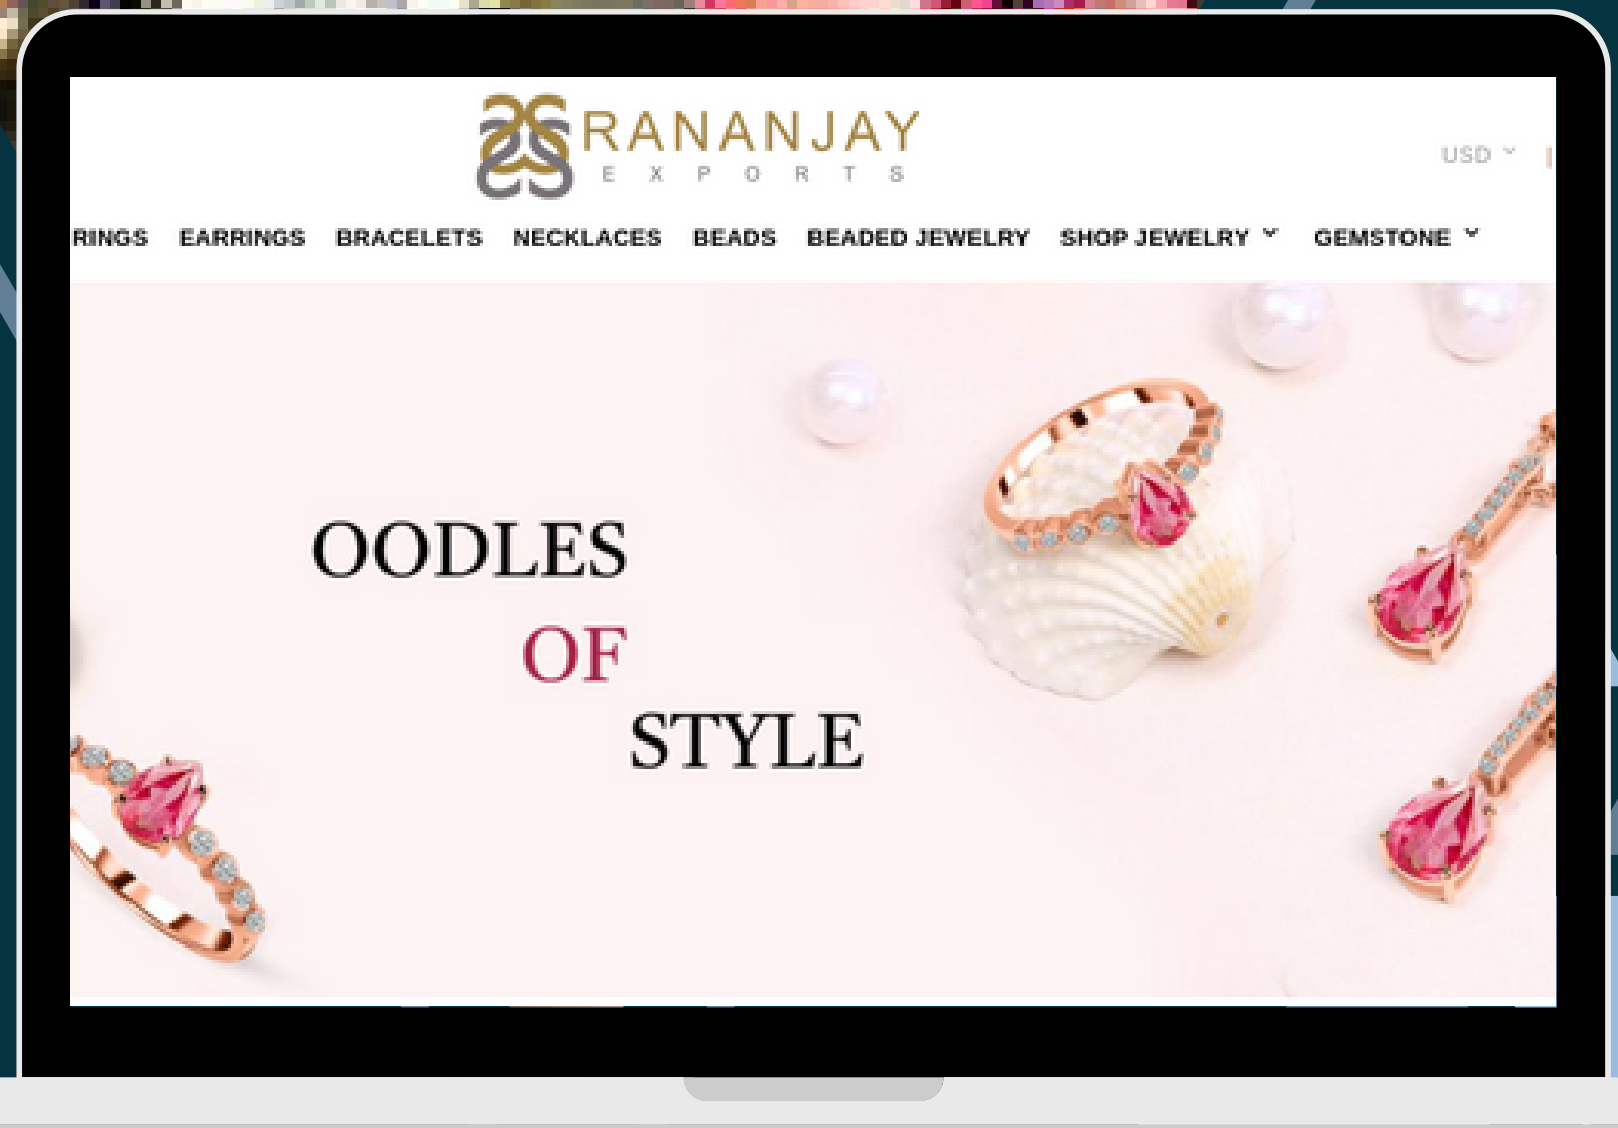 RANANJAY
EXPORTS
USD
RINGS EARRINGS BRACELETS NECKLACES BEADS BEADED JEWELRY SHOP JEWELRY GEMSTONE
OODLES
OF
STYLE